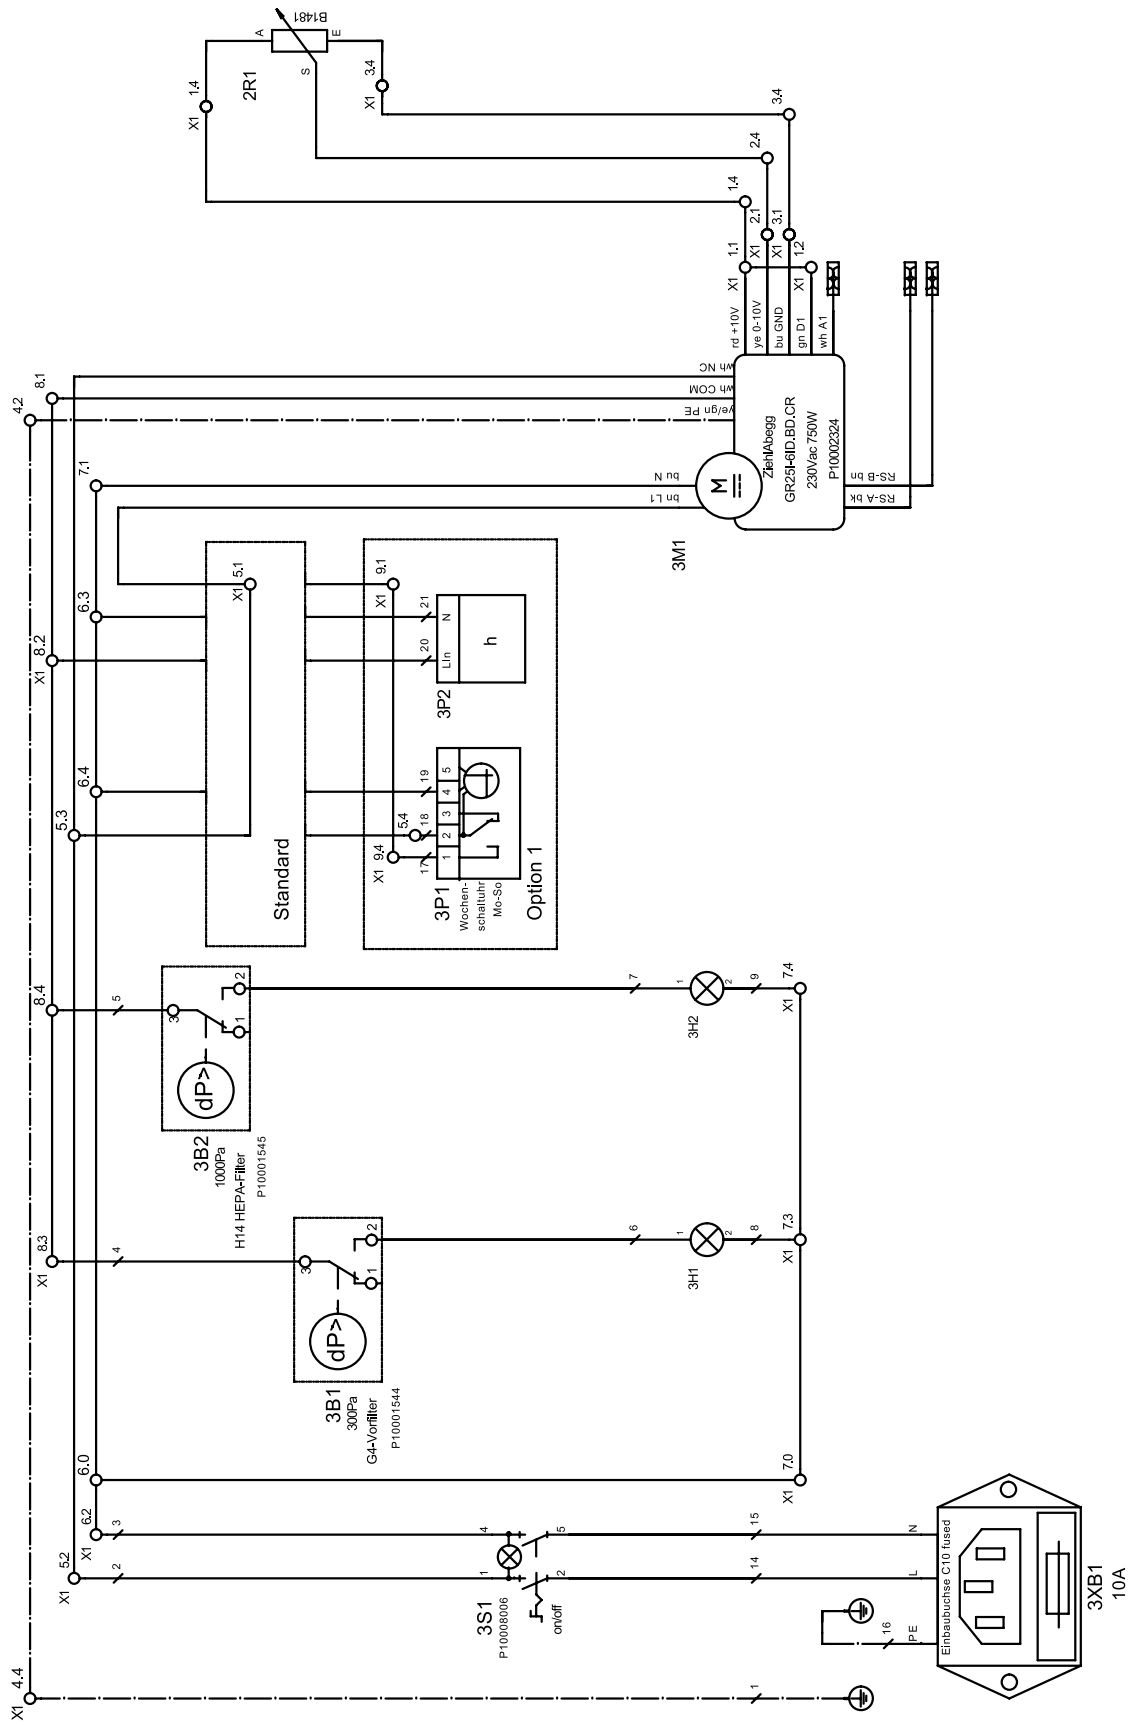 X1
4.4
1
X1
5.2
2
X1
6.2
3
6.0
X1
8.3
4
8.4
5
5.3
6.4
X1
8.2
6.3
7.1
4.2
8.1
3S1
P10008006
on/off
1
4
2
5
14
15
16
PE
L
N
Einbaubuchse C10 fused
3XB1
10A
X1
7.0
3B1
300Pa
G4-Vorfilter
P10001544
dP>
3
1
2
6
3H1
1
2
8
X1
7.3
3B2
1000Pa
H14 HEPA-Filter
P10001545
dP>
3
1
2
7
3H2
1
2
9
X1
7.4
Standard
X1
5.1
Option 1
X1
9.4
5.4
X1
9.1
17
18
19
1
2
3
4
5
3P1
Wochen-
schaltuhr
Mo-So
3P2
20
21
LIn
N
h
3M1
M
ZiehlAbegg
GR25I-6ID.BD.CR
230Vac 750W
P10002324
bn L1
bu N
ye/gn PE
wh COM
wh NC
rd +10V
ye 0-10V
bu GND
gn D1
wh A1
RS-A bk
RS-B bn
X1
1.1
X1
2.1
X1
3.1
X1
1.2
1.4
2.4
3.4
X1
1.4
2R1
A
S
E
B1481
X1
3.4